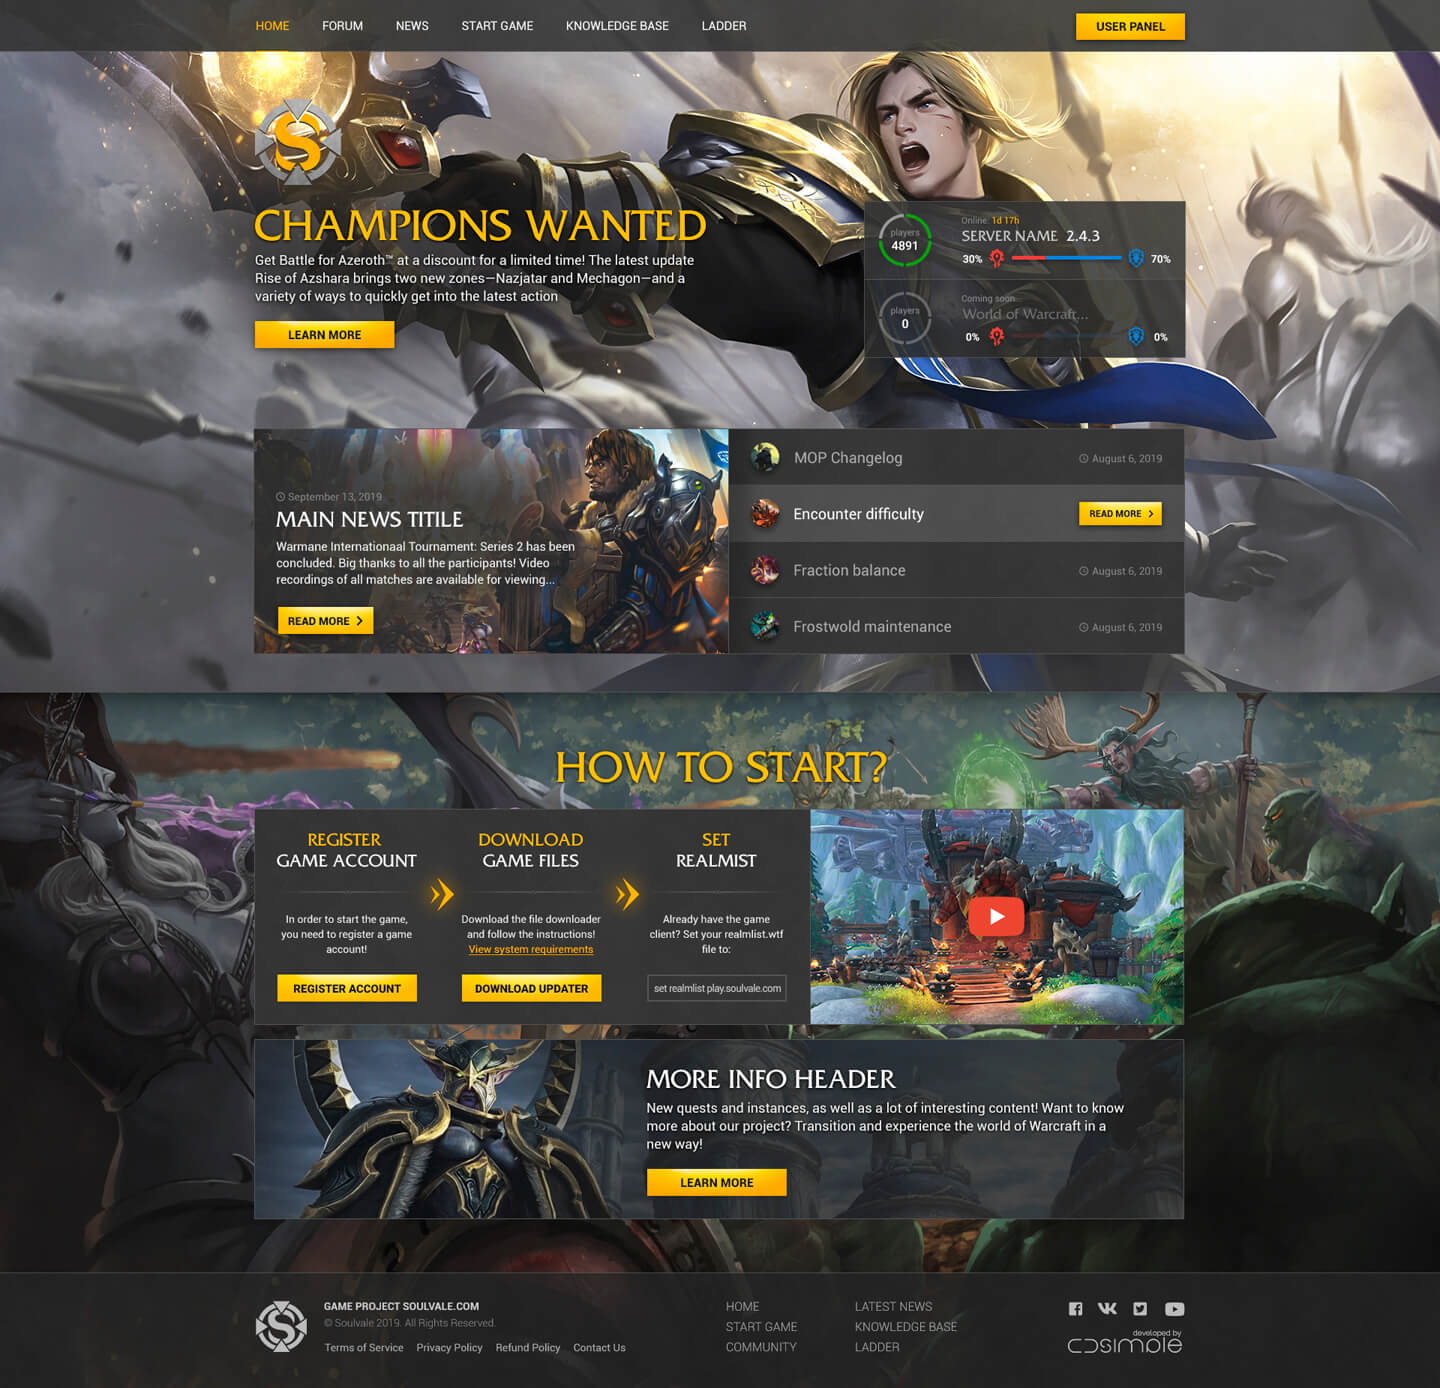 HOME FORUM NEWS START GAME KNOWLEDGE BASE LADDER USER PANEL
S
CHAMPIONS WANTED
Get Battle for Azeroth™ at a discount for a limited time! The latest update
Rise of Azshara brings two new zones—Nazjatar and Mechagon—and a
variety of ways to quickly get into the latest action
LEARN MORE
players
4891
Online: 1d 17h
SERVER NAME 2.4.3
30% 70%
players
0
Coming soon
World of Warcraft...
0% 0%
September 13, 2019
MAIN NEWS TITILE
Warmane Internationaal Tournament: Series 2 has been
concluded. Big thanks to all the participants! Video
recordings of all matches are available for viewing...
READ MORE
MOP Changelog August 6, 2019
Encounter difficulty READ MORE
Fraction balance August 6, 2019
Frostwold maintenance August 6, 2019
HOW TO START?
REGISTER
GAME ACCOUNT
In order to start the game,
you need to register a game
account!
REGISTER ACCOUNT
DOWNLOAD
GAME FILES
Download the file downloader
and follow the instructions!
View system requirements
DOWNLOAD UPDATER
SET
REALMIST
Already have the game
client? Set your realmlist.wtf
file to:
set realmlist play.soulvale.com
MORE INFO HEADER
New quests and instances, as well as a lot of interesting content! Want to know
more about our project? Transition and experience the world of Warcraft in a
new way!
LEARN MORE
S
GAME PROJECT SOULVALE.COM
© Soulvale 2019. All Rights Reserved.
Terms of Service Privacy Policy Refund Policy Contact Us
HOME
START GAME
COMMUNITY
LATEST NEWS
KNOWLEDGE BASE
LADDER
developed by
cdsimple